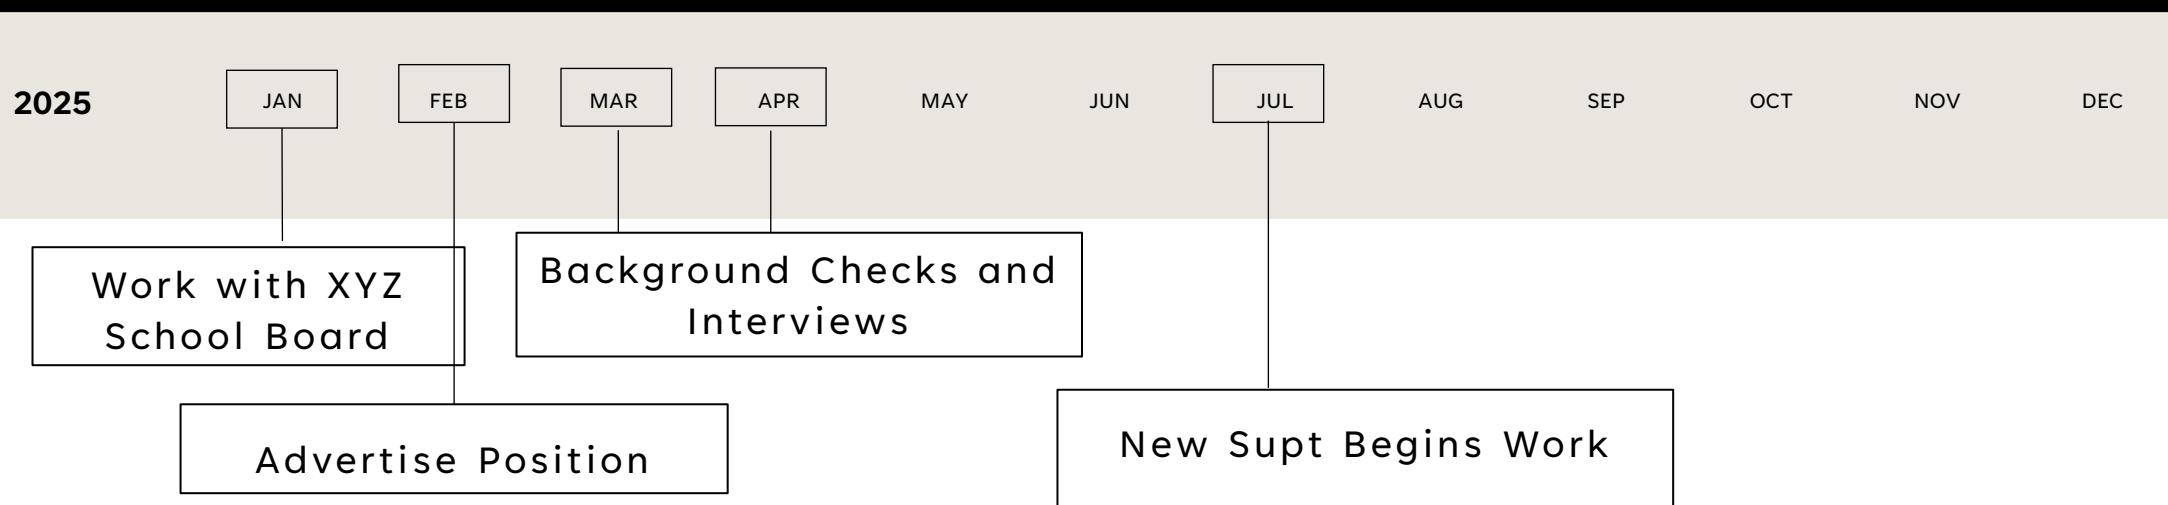 2025 JAN FEB MAR APR MAY JUN JUL AUG SEP OCT NOV DEC
Work with XYZ
School Board
Background Checks and
Interviews
Advertise Position
New Supt Begins Work